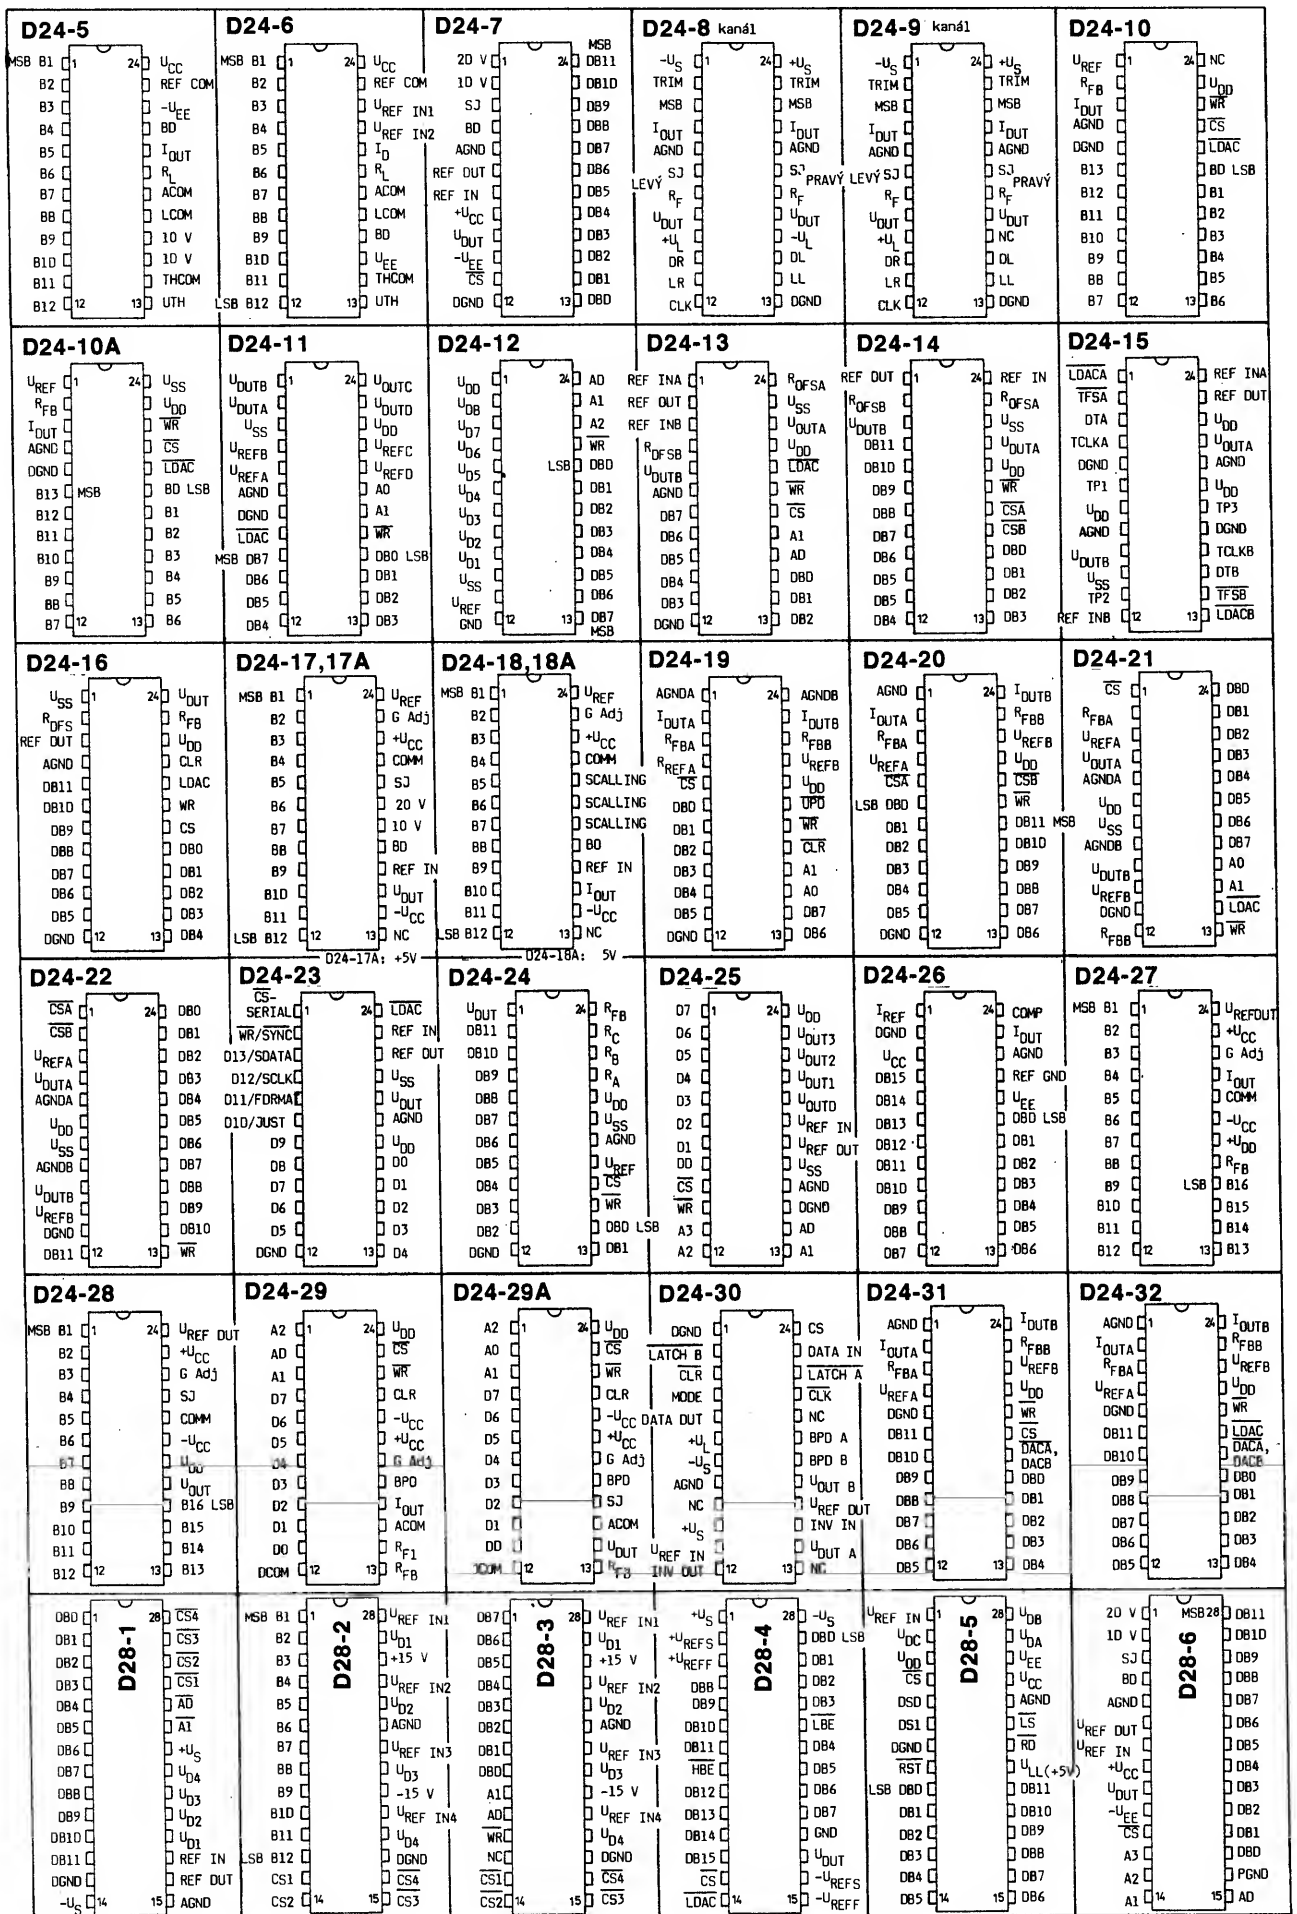 D24-5
MSB B1 1 24 UCC
B2 REF COM
B3 -UEE
B4 BD
B5 IOUT
B6 RL
B7 ACOM
B8 LCOM
B9 10 V
B10 10 V
B11 THCOM
B12 12 13 UTH
D24-6
MSB B1 1 24 UCC
B2 REF COM
B3 UREF IN1
B4 UREF IN2
B5 IO
B6 RL
B7 ACOM
B8 LCOM
B9 BD
B10 UEE
B11 THCOM
LSB B12 12 13 UTH
D24-7
MSB
20 V 1 24 DB11
10 V DB10
SJ DB9
BD DB8
AGND DB7
REF OUT DB6
REF IN DB5
+UCC DB4
UOUT DB3
-UEE DB2
CS DB1
DGND 12 13 DB0
D24-8 kanál
-US 1 24 +US
TRIM TRIM
MSB MSB
IOUT IOUT
AGND AGND
LEVÝ SJ SJ PRAVÝ
RF RF
UOUT UOUT
+UL -UL
DR DL
LR LL
CLK 12 13 DGND
D24-9 kanál
-US 1 24 +US
TRIM TRIM
MSB MSB
IOUT IOUT
AGND AGND
LEVÝ SJ SJ PRAVÝ
RF RF
UOUT UOUT
+UL NC
DR DL
LR LL
CLK 12 13 DGND
D24-10
UREF 1 24 NC
RFB UDD
IOUT WR
AGND CS
DGND LDAC
B13 B0 LSB
B12 B1
B11 B2
B10 B3
B9 B4
B8 B5
B7 12 13 B6
D24-10A
UREF 1 24 USS
RFB UDD
IOUT WR
AGND CS
DGND LDAC
B13 MSB B0 LSB
B12 B1
B11 B2
B10 B3
B9 B4
B8 B5
B7 12 13 B6
D24-11
UOUTB 1 24 UOUTC
UOUTA UOUTD
USS UDD
UREFB UREFC
UREFA UREFD
AGND A0
DGND A1
LDAC WR
MSB DB7 DB0 LSB
DB6 DB1
DB5 DB2
DB4 12 13 DB3
D24-12
UDD 1 24 A0
UD8 A1
UD7 A2
UD6 WR
UD5 LSB DB0
UD4 DB1
UD3 DB2
UD2 DB3
UD1 DB4
USS DB5
UREF DB6
GND 12 13 DB7
MSB
D24-13
REF INA 1 24 ROFSA
REF OUT USS
REF INB UOUTA
ROFSB UDD
UOUTB LDAC
AGND WR
DB7 CS
DB6 A1
DB5 A0
DB4 DB0
DB3 DB1
DGND 12 13 DB2
D24-14
REF OUT 1 24 REF IN
ROFSB ROFSA
UOUTB USS
DB11 UOUTA
DB10 UDD
DB9 WR
DB8 CSA
DB7 CSB
DB6 DB0
DB5 DB1
DB5 DB2
DB4 12 13 DB3
D24-15
LDACA 1 24 REF INA
TFSA REF OUT
DTA UDD
TCLKA UOUTA
DGND AGND
TP1 UDD
UDD TP3
AGND DGND
UOUTB TCLKB
USS DTB
TP2 TFSB
REF INB 12 13 LDACB
D24-16
USS 1 24 UOUT
ROFS RFB
REF OUT UDD
AGND CLR
DB11 LDAC
DB10 WR
DB9 CS
DB8 DB0
DB7 DB1
DB6 DB2
DB5 DB3
DGND 12 13 DB4
D24-17,17A
MSB B1 1 24 UREF
B2 G Adj
B3 +UCC
B4 COMM
B5 SJ
B6 20 V
B7 10 V
B8 BD
B9 REF IN
B10 UOUT
B11 -UCC
LSB B12 12 13 NC
D24-17A: +5V
D24-18,18A
MSB B1 1 24 UREF
B2 G Adj
B3 +UCC
B4 COMM
B5 SCALLING
B6 SCALLING
B7 SCALLING
B8 BO
B9 REF IN
B10 IOUT
B11 -UCC
LSB B12 12 13 NC
D24-18A: 5V
D24-19
AGNDA 1 24 AGNDB
IOUTA IOUTB
RFBA RFBB
RREFA UREFB
CS UDD
DB0 UPD
DB1 WR
DB2 CLR
DB3 A1
DB4 A0
DB5 DB7
DGND 12 13 DB6
D24-20
AGND 1 24 IOUTB
IOUTA RFBB
RFBA UREFB
UREFA UDD
CSA CSB
LSB DB0 WR
DB1 DB11 MSB
DB2 DB10
DB3 DB9
DB4 DB8
DB5 DB7
DGND 12 13 DB6
D24-21
CS 1 24 DB0
RFBA DB1
UREFA DB2
UOUTA DB3
AGNDA DB4
UDD DB5
USS DB6
AGNDB DB7
UOUTB A0
UREFB A1
DGND LDAC
RFBB 12 13 WR
D24-22
CSA 1 24 DB0
CSB DB1
UREFA DB2
UOUTA DB3
AGNDA DB4
UDD DB5
USS DB6
AGNDB DB7
UOUTB DB8
UREFB DB9
DGND DB10
DB11 12 13 WR
D24-23
CS-
SERIAL 1 24 LDAC
WR/SYNC REF IN
D13/SDATA REF OUT
D12/SCLK USS
D11/FORMAT UOUT
D10/JUST AGND
D9 UDD
D8 D0
D7 D1
D6 D2
D5 D3
DGND 12 13 D4
D24-24
UOUT 1 24 RFB
DB11 RC
DB10 RB
DB9 RA
DB8 UDD
DB7 USS
DB6 AGND
DB5 UREF
DB4 CS
DB3 WR
DB2 DB0 LSB
DGND 12 13 DB1
D24-25
D7 1 24 UDD
D6 UOUT3
D5 UOUT2
D4 UOUT1
D3 UOUT0
D2 UREF IN
D1 UREF OUT
D0 USS
CS AGND
WR DGND
A3 A0
A2 12 13 A1
D24-26
IREF 1 24 COMP
DGND IOUT
UCC AGND
DB15 REF GND
DB14 UEE
DB13 DB0 LSB
DB12 DB1
DB11 DB2
DB10 DB3
DB9 DB4
DB8 DB5
DB7 12 13 DB6
D24-27
MSB B1 1 24 UREFOUT
B2 +UCC
B3 G Adj
B4 IOUT
B5 COMM
B6 -UCC
B7 +UDD
B8 RFB
B9 LSB B16
B10 B15
B11 B14
B12 12 13 B13
D24-28
MSB B1 1 24 UREF OUT
B2 +UCC
B3 G Adj
B4 SJ
B5 COMM
B6 -UCC
B7 UDD
B8 UOUT
B9 B16 LSB
B10 B15
B11 B14
B12 12 13 B13
D24-29
A2 1 24 UDD
A0 CS
A1 WR
D7 CLR
D6 -UCC
D5 +UCC
D4 G Adj
D3 BPO
D2 IOUT
D1 ACOM
D0 RF1
DCOM 12 13 RFB
D24-29A
A2 1 24 UDD
A0 CS
A1 WR
D7 CLR
D6 -UCC
D5 +UCC
D4 G Adj
D3 BPO
D2 SJ
D1 ACOM
D0 UOUT
DCOM 12 13 RFB
D24-30
DGND 1 24 CS
LATCH B DATA IN
CLR LATCH A
MODE CLK
DATA OUT NC
+UL BPO A
-US BPO B
AGND UOUT B
NC UREF OUT
+US INV IN
UREF IN UOUT A
INV OUT 12 13 NC
D24-31
AGND 1 24 IOUTB
IOUTA RFBB
RFBA UREFB
UREFA UDD
DGND WR
DB11 CS
DB10 DACA,
DACB
DB9 DB0
DB8 DB1
DB7 DB2
DB6 DB3
DB5 12 13 DB4
D24-32
AGND 1 24 IOUTB
IOUTA RFBB
RFBA UREFB
UREFA UDD
DGND WR
DB11 LDAC
DB10 DACA,
DACB
DB9 DB0
DB8 DB1
DB7 DB2
DB6 DB3
DB5 12 13 DB4
D28-1
DB0 1 28 CS4
DB1 CS3
DB2 CS2
DB3 CS1
DB4 A0
DB5 A1
DB6 +US
DB7 UD4
DB8 UD3
DB9 UD2
DB10 UD1
DB11 REF IN
DGND REF OUT
-US 14 15 AGND
D28-2
MSB B1 1 28 UREF IN1
B2 UD1
B3 +15 V
B4 UREF IN2
B5 UD2
B6 AGND
B7 UREF IN3
B8 UD3
B9 -15 V
B10 UREF IN4
B11 UD4
LSB B12 DGND
CS1 CS4
CS2 14 15 CS3
D28-3
DB7 1 28 UREF IN1
DB6 UD1
DB5 +15 V
DB4 UREF IN2
DB3 UD2
DB2 AGND
DB1 UREF IN3
DB0 UD3
A1 -15 V
A0 UREF IN4
WR UD4
NC DGND
CS1 CS4
CS2 14 15 CS3
D28-4
+US 1 28 -US
+UREFS DB0 LSB
+UREFF DB1
DB8 DB2
DB9 DB3
DB10 LBE
DB11 DB4
HBE DB5
DB12 DB6
DB13 DB7
DB14 GND
DB15 UOUT
CS -UREFS
LDAC 14 15 -UREFF
D28-5
UREF IN 1 28 UDB
UDC UDA
UDD UEE
CS UCC
DS0 AGND
DS1 LS
DGND RD
RST ULL(+5V)
LSB DB0 DB11
DB1 DB10
DB2 DB9
DB3 DB8
DB4 DB7
DB5 14 15 DB6
D28-6
20 V 1 MSB 28 DB11
10 V DB10
SJ DB9
BD DB8
AGND DB7
UREF OUT DB6
UREF IN DB5
+UCC DB4
UOUT DB3
-UEE DB2
CS DB1
A3 DB0
A2 PGND
A1 14 15 A0